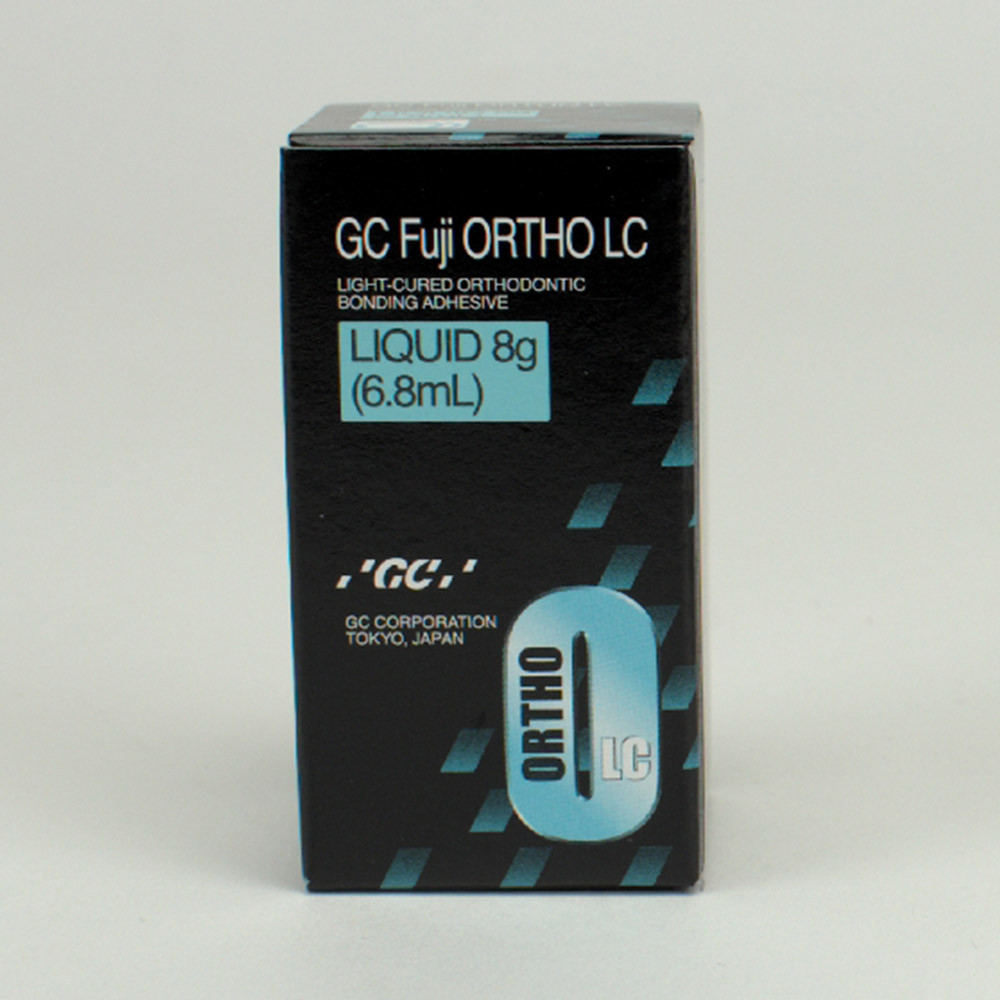 GC Fuji ORTHO LC
LIGHT-CURED ORTHODONTIC
BONDING ADHESIVE
LIQUID 8g
(6.8mL)
GC
GC CORPORATION
TOKYO, JAPAN
ORTHO
LC